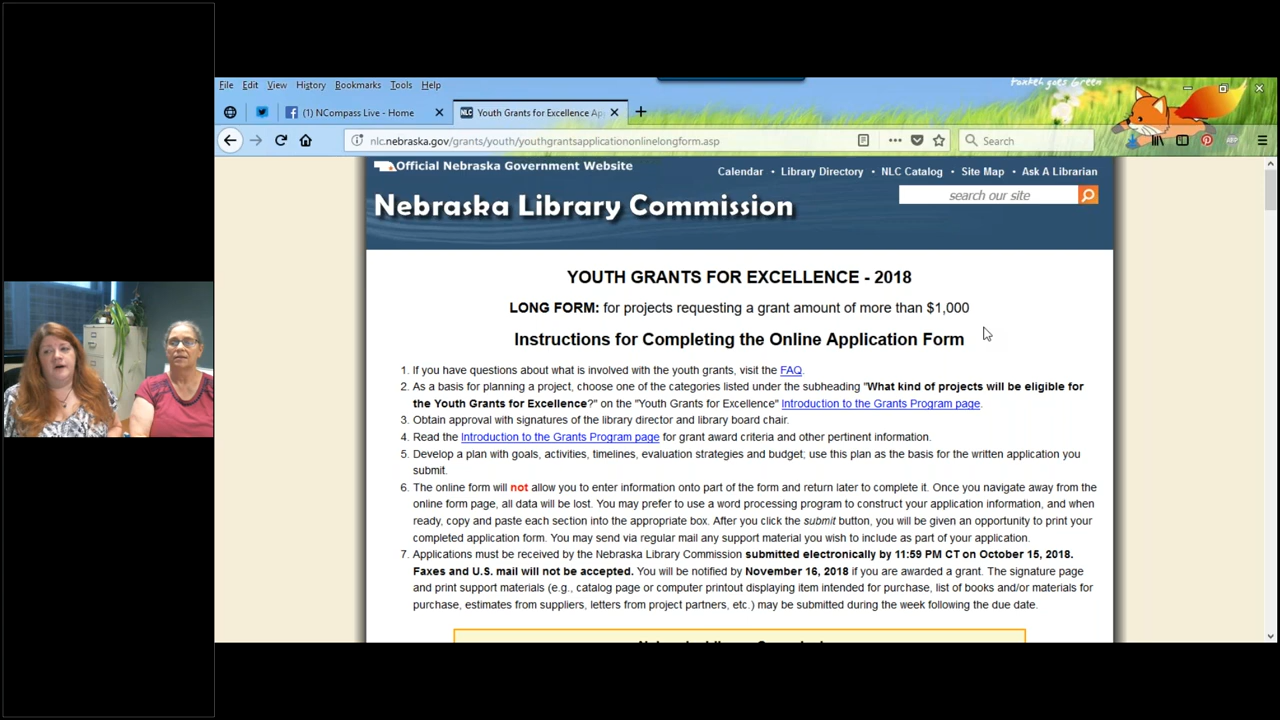 foxkeh goes Green
File Edit View History Bookmarks Tools Help
(1) NCompass Live - Home
NLC Youth Grants for Excellence Ap
nlc.nebraska.gov/grants/youth/youthgrantsapplicationonlinelongform.asp
Search
ABP
Official Nebraska Government Website
Calendar • Library Directory • NLC Catalog • Site Map • Ask A Librarian
Nebraska Library Commission
search our site
YOUTH GRANTS FOR EXCELLENCE - 2018
LONG FORM: for projects requesting a grant amount of more than $1,000
Instructions for Completing the Online Application Form
1. If you have questions about what is involved with the youth grants, visit the FAQ.
2. As a basis for planning a project, choose one of the categories listed under the subheading "What kind of projects will be eligible for
the Youth Grants for Excellence?" on the "Youth Grants for Excellence" Introduction to the Grants Program page.
3. Obtain approval with signatures of the library director and library board chair.
4. Read the Introduction to the Grants Program page for grant award criteria and other pertinent information.
5. Develop a plan with goals, activities, timelines, evaluation strategies and budget; use this plan as the basis for the written application you
submit.
6. The online form will not allow you to enter information onto part of the form and return later to complete it. Once you navigate away from the
online form page, all data will be lost. You may prefer to use a word processing program to construct your application information, and when
ready, copy and paste each section into the appropriate box. After you click the submit button, you will be given an opportunity to print your
completed application form. You may send via regular mail any support material you wish to include as part of your application.
7. Applications must be received by the Nebraska Library Commission submitted electronically by 11:59 PM CT on October 15, 2018.
Faxes and U.S. mail will not be accepted. You will be notified by November 16, 2018 if you are awarded a grant. The signature page
and print support materials (e.g., catalog page or computer printout displaying item intended for purchase, list of books and/or materials for
purchase, estimates from suppliers, letters from project partners, etc.) may be submitted during the week following the due date.